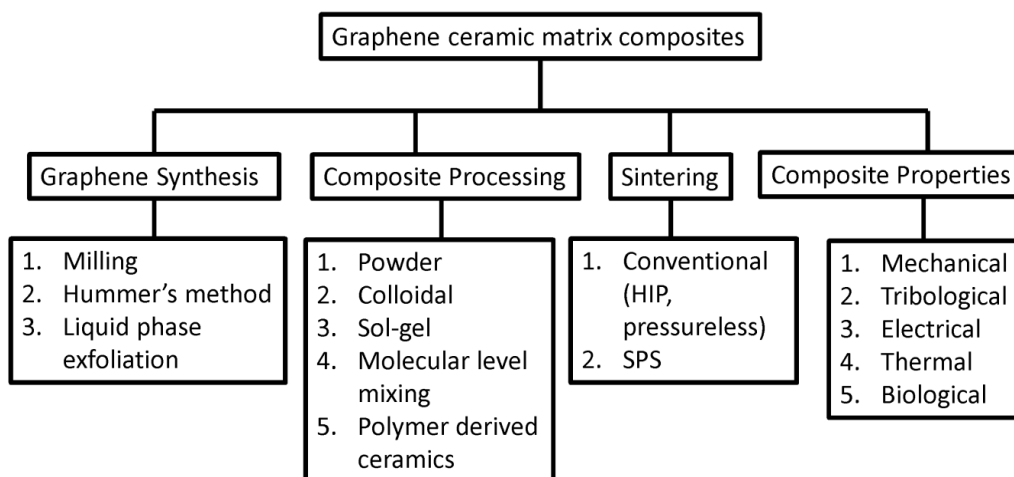 Graphene ceramic matrix composites
Graphene Synthesis
Composite Processing
Sintering
Composite Properties
1. Milling
2. Hummer's method
3. Liquid phase
exfoliation
1. Powder
2. Colloidal
3. Sol-gel
4. Molecular level
mixing
5. Polymer derived
ceramics
1. Conventional
(HIP,
pressureless)
2. SPS
1. Mechanical
2. Tribological
3. Electrical
4. Thermal
5. Biological